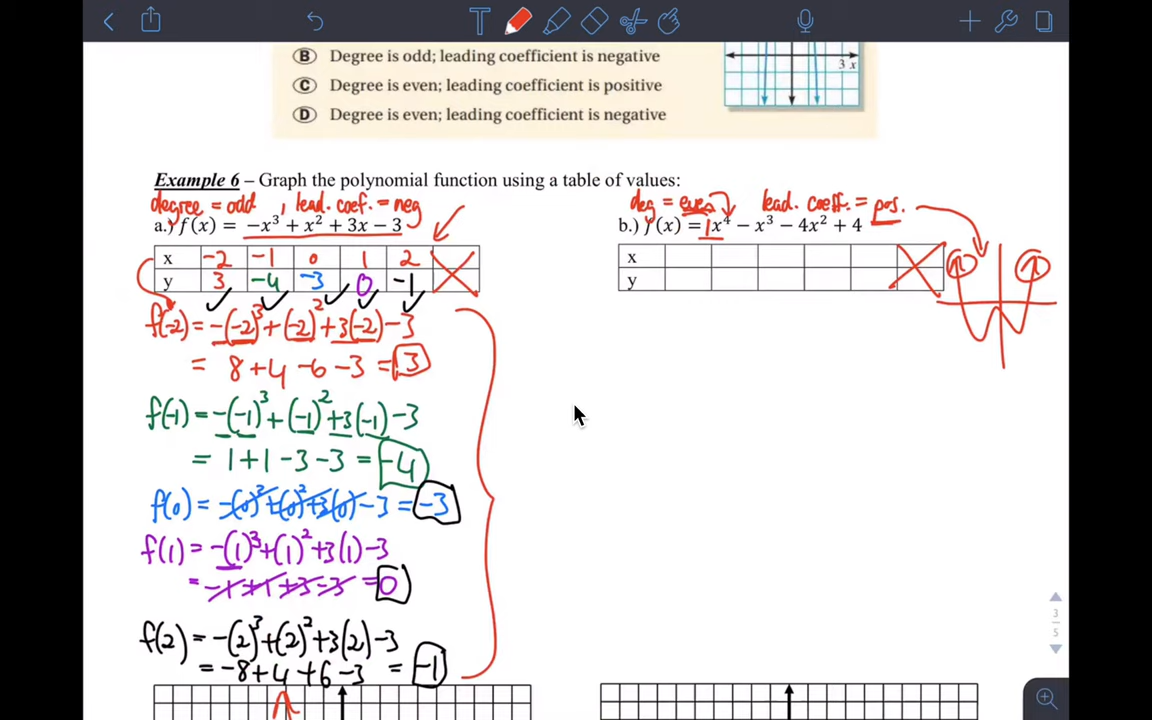 B Degree is odd; leading coefficient is negative
3 x
C Degree is even; leading coefficient is positive
D Degree is even; leading coefficient is negative
Example 6 – Graph the polynomial function using a table of values:
degree = odd , lead. coef. = neg
a.) f(x) = −x³ + x² + 3x − 3
x -2 -1 0 1 2
y 3 -4 -3 0 -1
f(-2) = -(-2)³+(-2)²+3(-2)-3
= 8+4-6-3 = 3
f(-1) = -(-1)³+(-1)²+3(-1)-3
= 1+1-3-3 = -4
f(0) = -(0)³+(0)²+3(0)-3 = -3
f(1) = -(1)³+(1)²+3(1)-3
= -1+1+3-3 = 0
f(2) = -(2)³+(2)²+3(2)-3
= -8+4+6-3 = -1
deg = even lead. coeff. = pos.
b.) f(x) = 1x⁴ − x³ − 4x² + 4
x
y
3
5